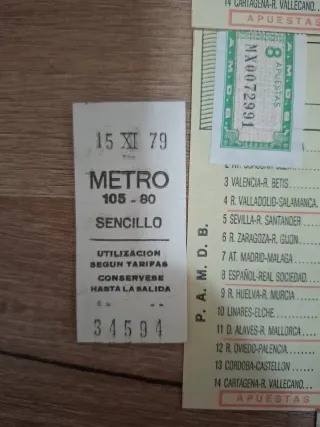 15 XI 79
METRO
105 - 80
SENCILLO
UTILIZACION
SEGUN TARIFAS
CONSERVESE
HASTA LA SALIDA
34594
14 CARTAGENA-R. VALLECANO..
APUESTAS
8 APUESTAS
P.A.M.D.B.
MX0072991
3 VALENCIA-R. BETIS
4 R. VALLADOLID-SALAMANCA.
5 SEVILLA-R. SANTANDER
6 R. ZARAGOZA-R. GIJON
7 AT. MADRID-MALAGA
8 ESPAÑOL-REAL SOCIEDAD
9 R. HUELVA-R. MURCIA
10 LINARES-ELCHE
11 D. ALAVES-R. MALLORCA
12 R. OVIEDO-PALENCIA
13 CORDOBA-CASTELLON
14 CARTAGENA-R. VALLECANO.
APUESTAS
P. A. M. D. B.